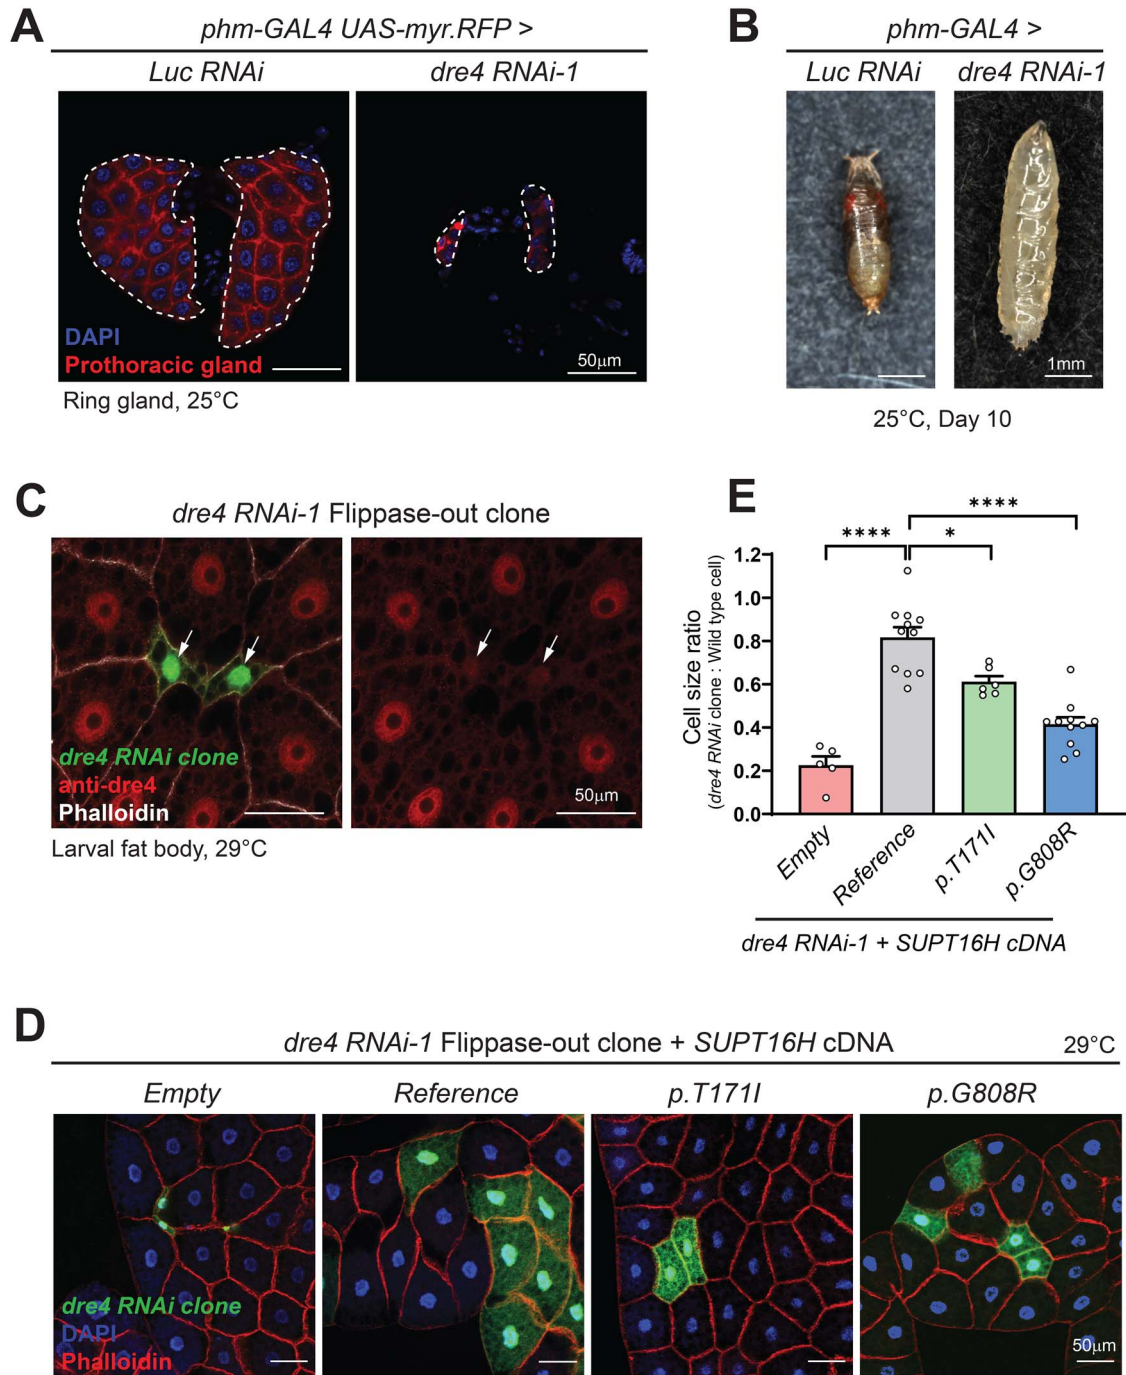 A
phm-GAL4 UAS-myr.RFP >
Luc RNAi
dre4 RNAi-1
DAPI
Prothoracic gland
50μm
Ring gland, 25°C
B
phm-GAL4 >
Luc RNAi
dre4 RNAi-1
1mm
25°C, Day 10
C
dre4 RNAi-1 Flippase-out clone
dre4 RNAi clone
anti-dre4
Phalloidin
50μm
Larval fat body, 29°C
E
****
**** *
Cell size ratio
(dre4 RNAi clone : Wild type cell)
1.2
1.0
0.8
0.6
0.4
0.2
0.0
Empty
Reference
p.T171I
p.G808R
dre4 RNAi-1 + SUPT16H cDNA
D
dre4 RNAi-1 Flippase-out clone + SUPT16H cDNA
29°C
Empty
Reference
p.T171I
p.G808R
dre4 RNAi clone
DAPI
Phalloidin
50μm